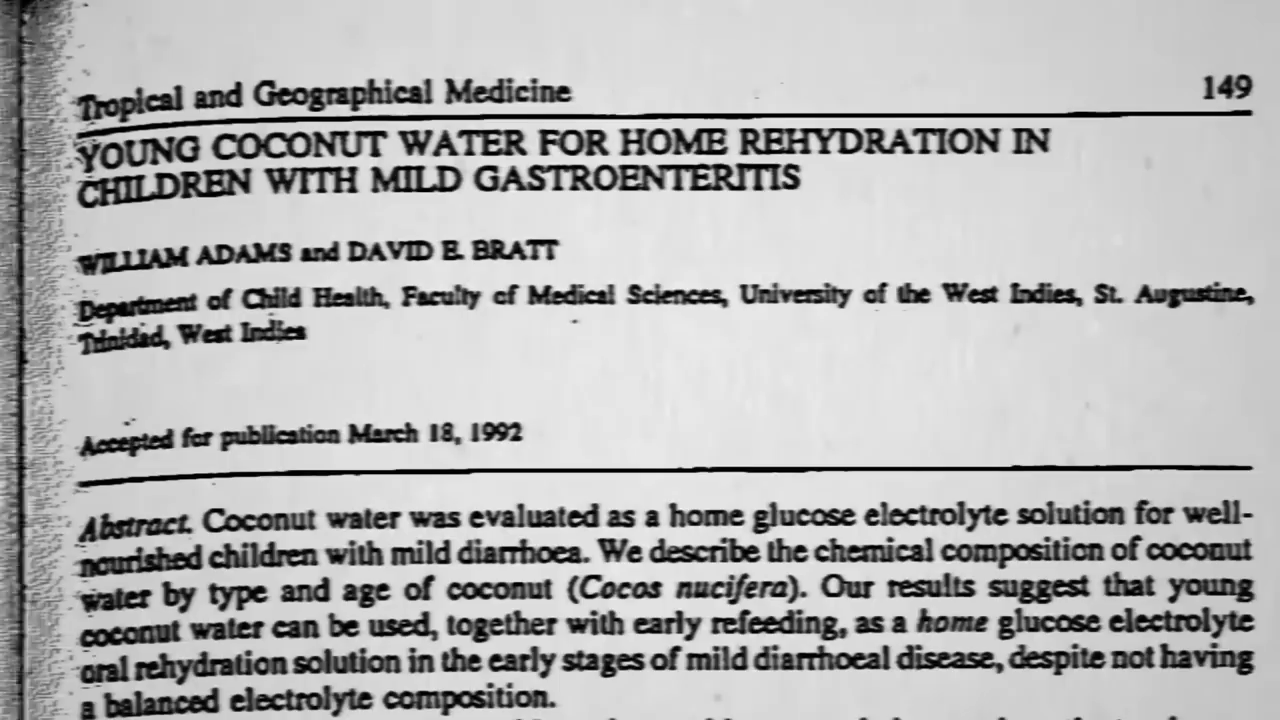 Tropical and Geographical Medicine 149
YOUNG COCONUT WATER FOR HOME REHYDRATION IN
CHILDREN WITH MILD GASTROENTERITIS
WILLIAM ADAMS and DAVID E. BRATT
Department of Child Health, Faculty of Medical Sciences, University of the West Indies, St. Augustine,
Trinidad, West Indies
Accepted for publication March 18, 1992
Abstract. Coconut water was evaluated as a home glucose electrolyte solution for well-
nourished children with mild diarrhoea. We describe the chemical composition of coconut
water by type and age of coconut (Cocos nucifera). Our results suggest that young
coconut water can be used, together with early refeeding, as a home glucose electrolyte
oral rehydration solution in the early stages of mild diarrhoeal disease, despite not having
a balanced electrolyte composition.